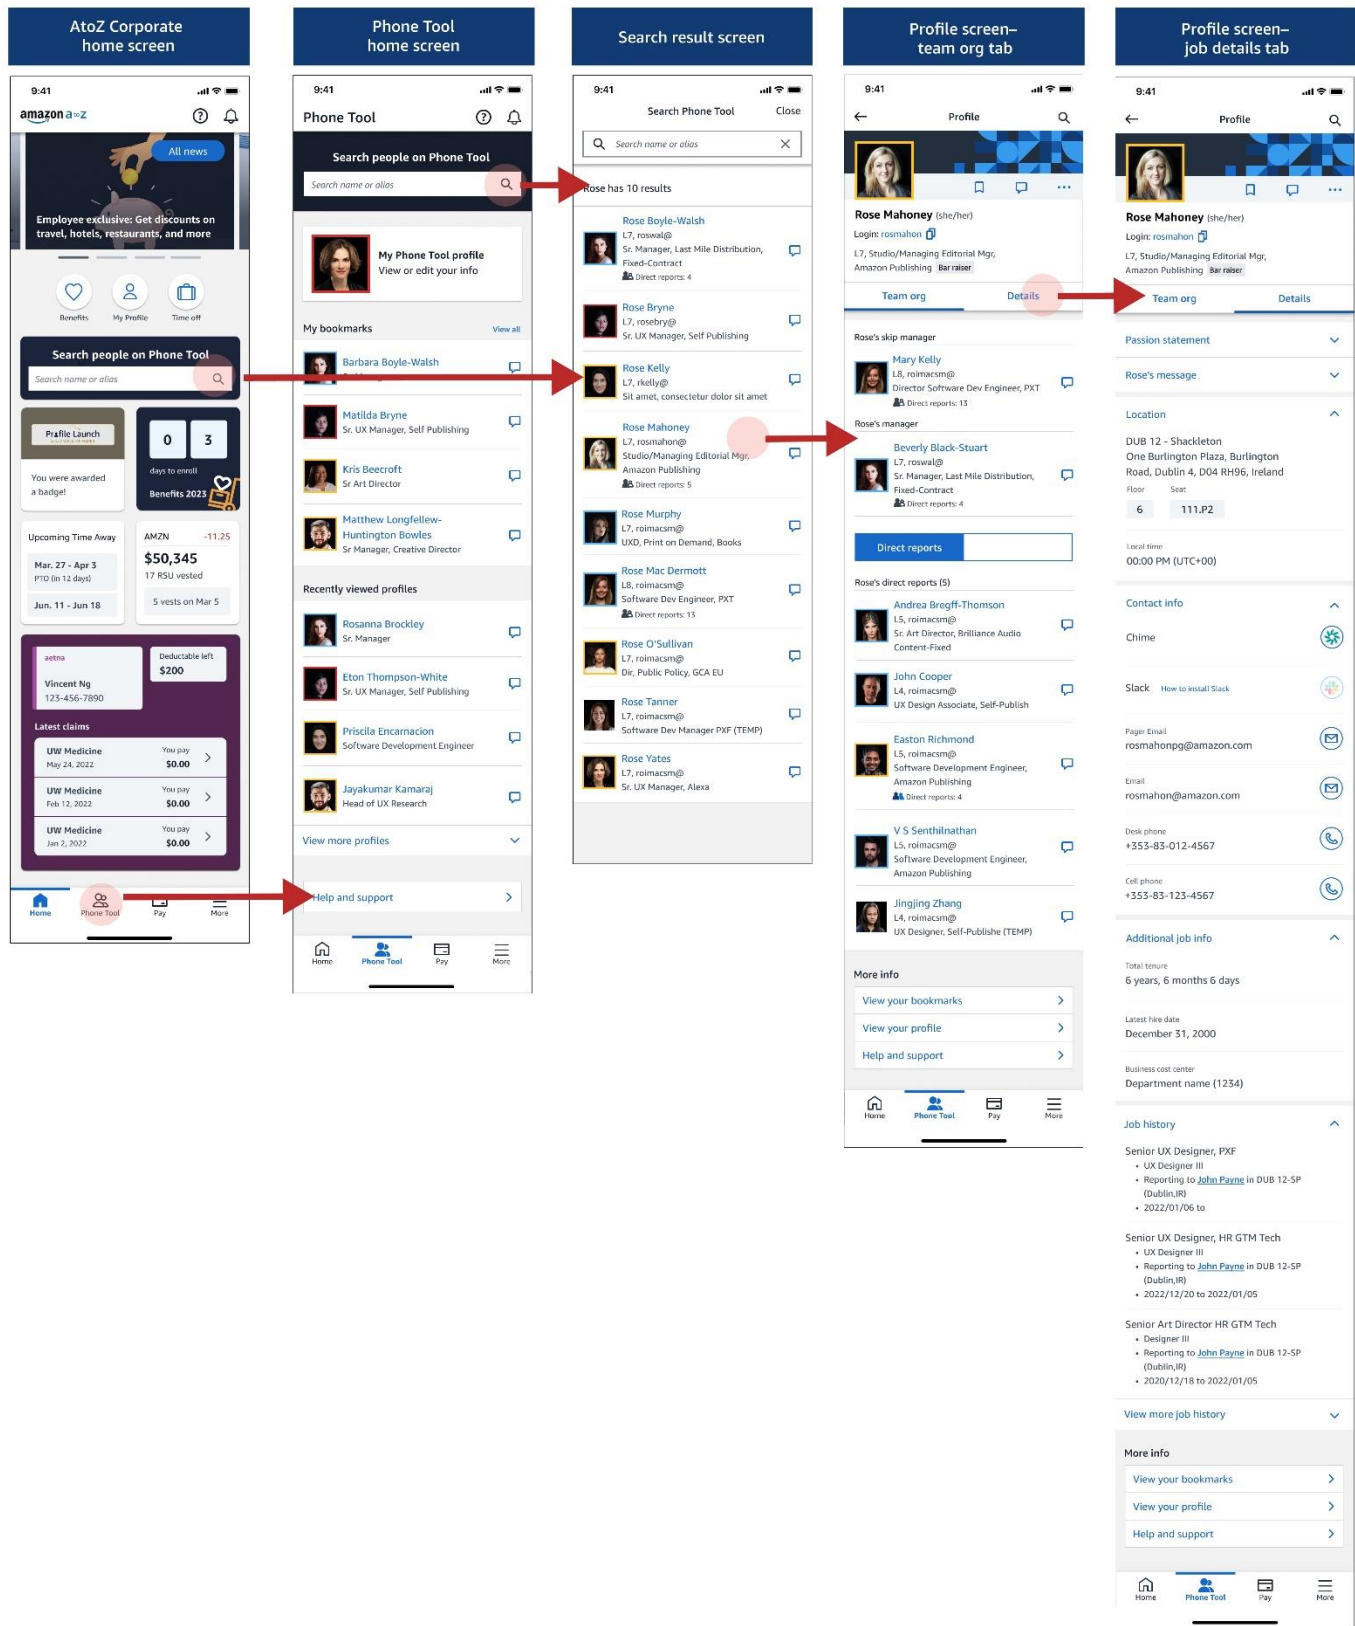 AtoZ Corporate
home screen
9:41
amazon a to z
All news
Employee exclusive: Get discounts on
travel, hotels, restaurants, and more
Benefits
My Profile
Time off
Search people on Phone Tool
Search name or alias
Profile Launch
You were awarded
a badge!
0 3
days to enroll
Benefits 2023
Upcoming Time Away
Mar. 27 - Apr 3
PTO (in 12 days)
Jun. 11 - Jun 18
AMZN -11.25
$50,345
17 RSU vested
5 vests on Mar 5
aetna
Vincent Ng
123-456-7890
Deductable left
$200
Latest claims
UW Medicine You pay
May 24, 2022 $0.00
UW Medicine You pay
Feb 12, 2022 $0.00
UW Medicine You pay
Jan 2, 2022 $0.00
Home
Phone Tool
Pay
More
Phone Tool
home screen
9:41
Phone Tool
Search people on Phone Tool
Search name or alias
My Phone Tool profile
View or edit your info
My bookmarks View all
Barbara Boyle-Walsh
Matilda Bryne
Sr. UX Manager, Self Publishing
Kris Beecroft
Sr Art Director
Matthew Longfellew-
Huntington Bowles
Sr Manager, Creative Director
Recently viewed profiles
Rosanna Brockley
Sr. Manager
Eton Thompson-White
Sr. UX Manager, Self Publishing
Priscila Encarnacion
Software Development Engineer
Jayakumar Kamaraj
Head of UX Research
View more profiles
Help and support
Home
Phone Tool
Pay
More
Search result screen
9:41
Search Phone Tool Close
Search name or alias
Rose has 10 results
Rose Boyle-Walsh
L7, roswal@
Sr. Manager, Last Mile Distribution,
Fixed-Contract
Direct reports: 4
Rose Bryne
L7, rosebry@
Sr. UX Manager, Self Publishing
Rose Kelly
L7, rkelly@
Sit amet, consectetur dolor sit amet
Rose Mahoney
L7, rosmahon@
Studio/Managing Editorial Mgr,
Amazon Publishing
Direct reports: 5
Rose Murphy
L7, roimacsm@
UXD, Print on Demand, Books
Rose Mac Dermott
L8, roimacsm@
Software Dev Engineer, PXT
Direct reports: 13
Rose O'Sullivan
L7, roimacsm@
Dir, Public Policy, GCA EU
Rose Tanner
L7, roimacsm@
Software Dev Manager PXF (TEMP)
Rose Yates
L7, roimacsm@
Sr. UX Manager, Alexa
Profile screen–
team org tab
9:41
Profile
Rose Mahoney (she/her)
Login: rosmahon
L7, Studio/Managing Editorial Mgr,
Amazon Publishing Bar raiser
Team org Details
Rose's skip manager
Mary Kelly
L8, roimacsm@
Director Software Dev Engineer, PXT
Direct reports: 13
Rose's manager
Beverly Black-Stuart
L7, roswal@
Sr. Manager, Last Mile Distribution,
Fixed-Contract
Direct reports: 4
Direct reports
Rose's direct reports (5)
Andrea Bregff-Thomson
L5, roimacsm@
Sr. Art Director, Brilliance Audio
Content-Fixed
John Cooper
L4, roimacsm@
UX Design Associate, Self-Publish
Easton Richmond
L5, roimacsm@
Software Development Engineer,
Amazon Publishing
Direct reports: 4
V S Senthilnathan
L5, roimacsm@
Software Development Engineer,
Amazon Publishing
Jingjing Zhang
L4, roimacsm@
UX Designer, Self-Publishe (TEMP)
More info
View your bookmarks
View your profile
Help and support
Home
Phone Tool
Pay
More
Profile screen–
job details tab
9:41
Profile
Rose Mahoney (she/her)
Login: rosmahon
L7, Studio/Managing Editorial Mgr,
Amazon Publishing Bar raiser
Team org Details
Passion statement
Rose's message
Location
DUB 12 - Shackleton
One Burlington Plaza, Burlington
Road, Dublin 4, D04 RH96, Ireland
Floor Seat
6 111.P2
Local time
00:00 PM (UTC+00)
Contact info
Chime
Slack How to install Slack
Pager Email
rosmahonpg@amazon.com
Email
rosmahon@amazon.com
Desk phone
+353-83-012-4567
Cell phone
+353-83-123-4567
Additional job info
Total tenure
6 years, 6 months 6 days
Latest hire date
December 31, 2000
Business cost center
Department name (1234)
Job history
Senior UX Designer, PXF
• UX Designer III
• Reporting to John Payne in DUB 12-SP
(Dublin,IR)
• 2022/01/06 to
Senior UX Designer, HR GTM Tech
• UX Designer III
• Reporting to John Payne in DUB 12-SP
(Dublin,IR)
• 2022/12/20 to 2022/01/05
Senior Art Director HR GTM Tech
• Designer III
• Reporting to John Payne in DUB 12-SP
(Dublin,IR)
• 2020/12/18 to 2022/01/05
View more job history
More info
View your bookmarks
View your profile
Help and support
Home
Phone Tool
Pay
More